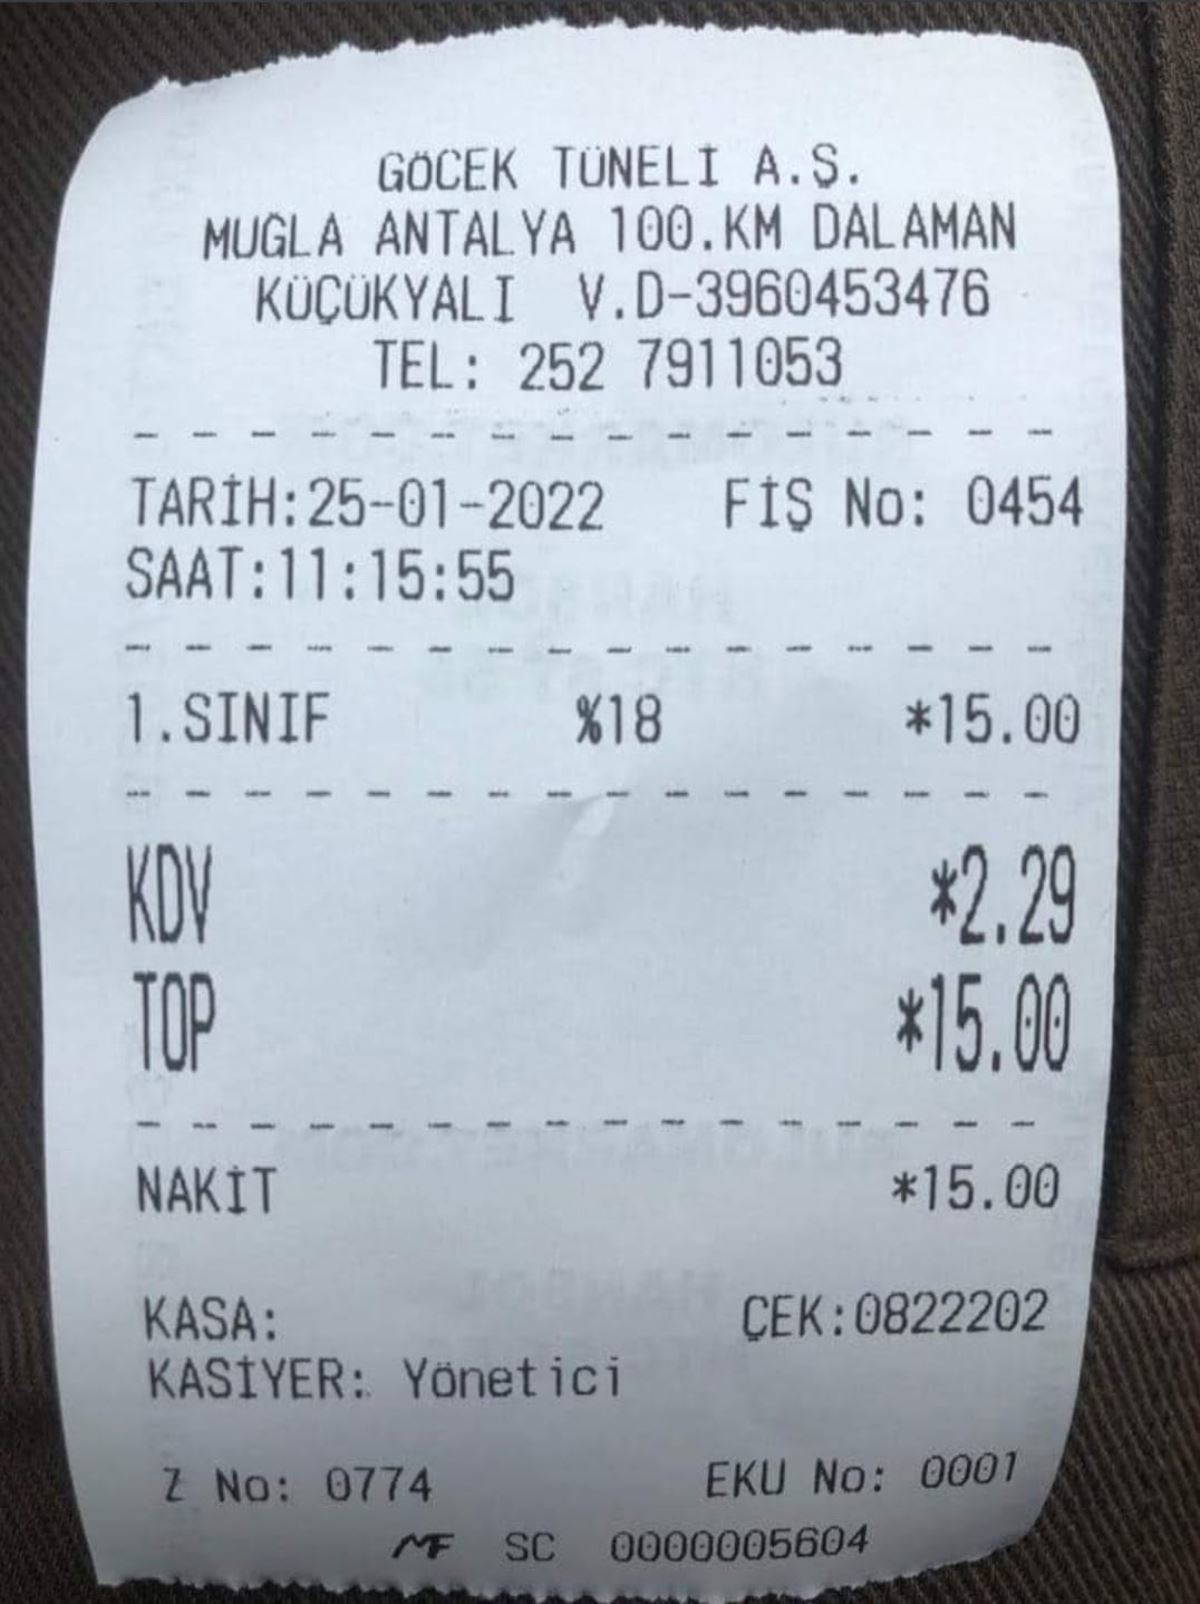 GÖCEK TÜNELİ A.Ş.
MUGLA ANTALYA 100.KM DALAMAN
KÜÇÜKYALI V.D-3960453476
TEL: 252 7911053
TARİH:25-01-2022 FİŞ No: 0454
SAAT:11:15:55
1.SINIF %18 *15.00
KDV *2.29
TOP *15.00
NAKİT *15.00
KASA: ÇEK:0822202
KASİYER: Yönetici
Z No: 0774 EKU No: 0001
MF SC 0000005604